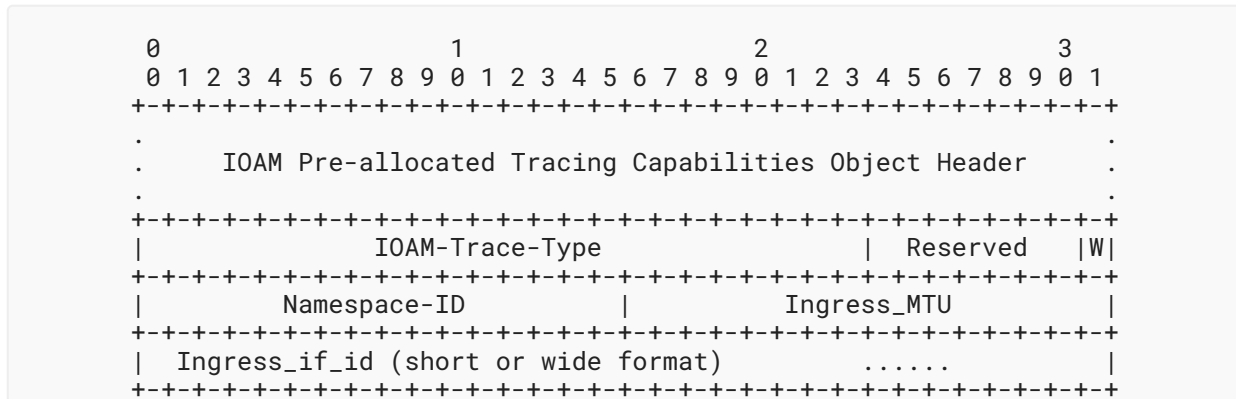 0                   1                   2                   3
 0 1 2 3 4 5 6 7 8 9 0 1 2 3 4 5 6 7 8 9 0 1 2 3 4 5 6 7 8 9 0 1
+-+-+-+-+-+-+-+-+-+-+-+-+-+-+-+-+-+-+-+-+-+-+-+-+-+-+-+-+-+-+-+-+
.                                                               .
.     IOAM Pre-allocated Tracing Capabilities Object Header     .
.                                                               .
+-+-+-+-+-+-+-+-+-+-+-+-+-+-+-+-+-+-+-+-+-+-+-+-+-+-+-+-+-+-+-+-+
|               IOAM-Trace-Type                 |  Reserved   |W|
+-+-+-+-+-+-+-+-+-+-+-+-+-+-+-+-+-+-+-+-+-+-+-+-+-+-+-+-+-+-+-+-+
|         Namespace-ID          |          Ingress_MTU          |
+-+-+-+-+-+-+-+-+-+-+-+-+-+-+-+-+-+-+-+-+-+-+-+-+-+-+-+-+-+-+-+-+
|  Ingress_if_id (short or wide format)         ......          |
+-+-+-+-+-+-+-+-+-+-+-+-+-+-+-+-+-+-+-+-+-+-+-+-+-+-+-+-+-+-+-+-+